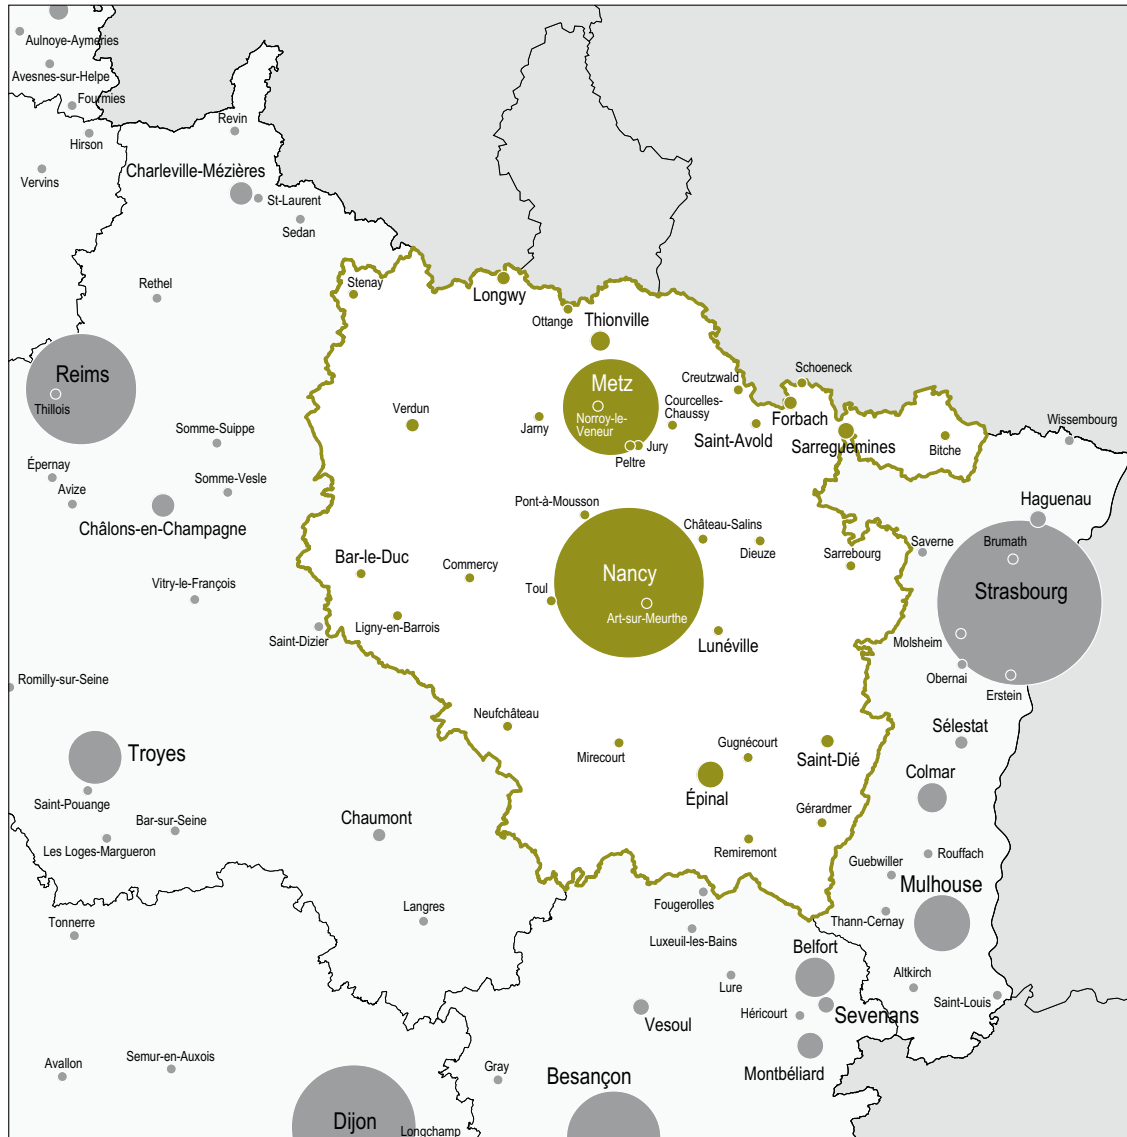 Aulnoye-Aymeries
Avesnes-sur-Helpe
Fourmies
Hirson
Revin
Vervins
Charleville-Mézières
St-Laurent
Sedan
Rethel
Stenay
Longwy
Ottange
Thionville
Reims
Thillois
Metz
Norroy-le-
Veneur
Creutzwald
Schoeneck
Courcelles-
Chaussy
Forbach
Verdun
Jarny
Saint-Avold
Sarreguemines
Bitche
Wissembourg
Jury
Peltre
Somme-Suippe
Épernay
Avize
Somme-Vesle
Châlons-en-Champagne
Pont-à-Mousson
Château-Salins
Dieuze
Haguenau
Brumath
Saverne
Sarrebourg
Bar-le-Duc
Commercy
Nancy
Strasbourg
Vitry-le-François
Toul
Art-sur-Meurthe
Ligny-en-Barrois
Saint-Dizier
Lunéville
Molsheim
Obernai
Erstein
Romilly-sur-Seine
Neufchâteau
Mirecourt
Gugnécourt
Saint-Dié
Sélestat
Troyes
Épinal
Colmar
Saint-Pouange
Bar-sur-Seine
Les Loges-Margueron
Chaumont
Gérardmer
Remiremont
Rouffach
Guebwiller
Mulhouse
Fougerolles
Thann-Cernay
Tonnerre
Langres
Luxeuil-les-Bains
Belfort
Lure
Altkirch
Saint-Louis
Héricourt
Sevenans
Vesoul
Avallon
Semur-en-Auxois
Gray
Besançon
Montbéliard
Dijon
Longchamp